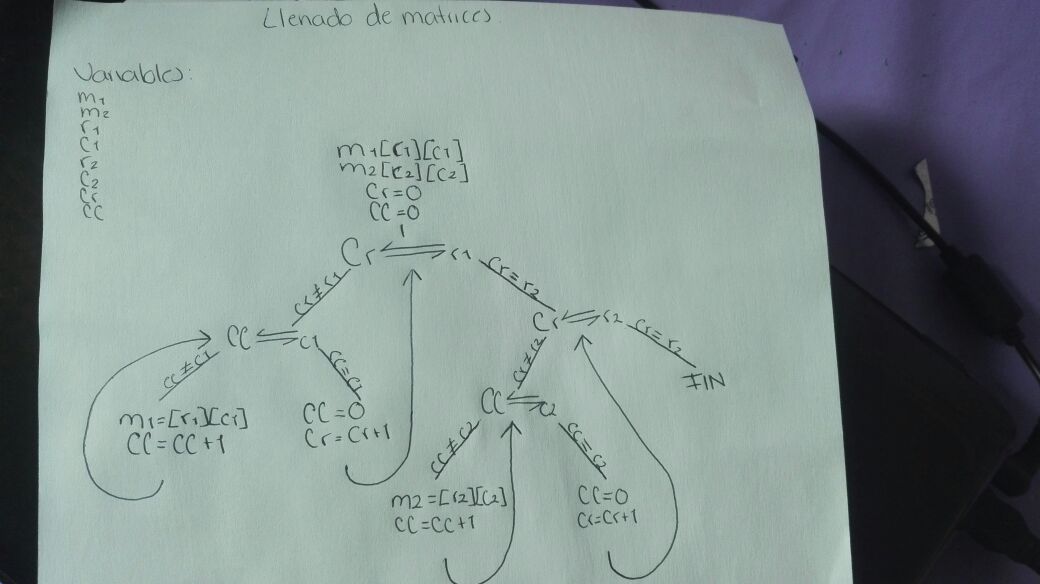 Llenado de matrices.
Variables:
m1
m2
r1
C1
r2
C2
Cr
CC
m1[r1][c1]
m2[r2][c2]
Cr=0
CC=0
1
Cr ⇌ r1
Cr≠r1
Cr=r2
CC ⇌ C1
Cr ⇌ r2
CC≠C1
CC=C1
Cr≠r2
Cr=r2
FIN
m1=[r1][C1]
CC=CC+1
CC=0
Cr=Cr+1
CC ⇌ C2
CC≠C2
CC=C2
m2=[r2][C2]
CC=CC+1
CC=0
Cr=Cr+1